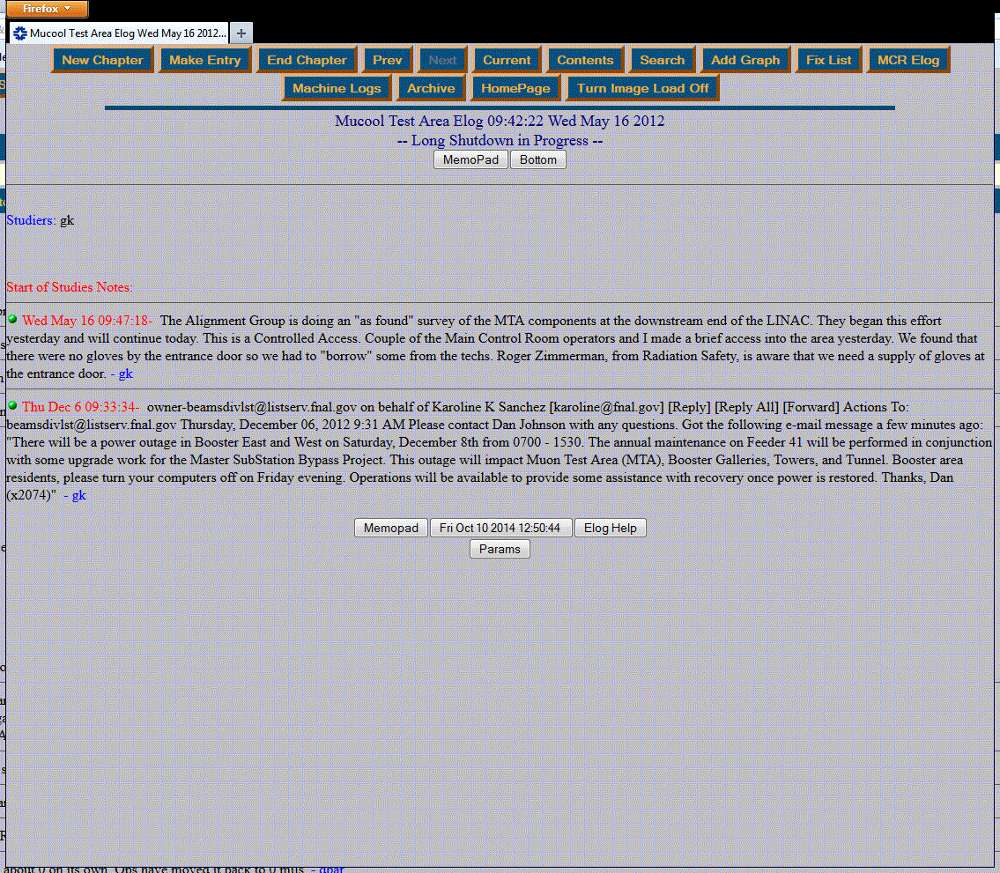 Firefox
Mucool Test Area Elog Wed May 16 2012...
New Chapter Make Entry End Chapter Prev Next Current Contents Search Add Graph Fix List MCR Elog
Machine Logs Archive HomePage Turn Image Load Off
Mucool Test Area Elog 09:42:22 Wed May 16 2012
-- Long Shutdown in Progress --
MemoPad Bottom
Studiers: gk
Start of Studies Notes:
Wed May 16 09:47:18- The Alignment Group is doing an "as found" survey of the MTA components at the downstream end of the LINAC. They began this effort
yesterday and will continue today. This is a Controlled Access. Couple of the Main Control Room operators and I made a brief access into the area yesterday. We found that
there were no gloves by the entrance door so we had to "borrow" some from the techs. Roger Zimmerman, from Radiation Safety, is aware that we need a supply of gloves at
the entrance door. - gk
Thu Dec 6 09:33:34- owner-beamsdivlst@listserv.fnal.gov on behalf of Karoline K Sanchez [karoline@fnal.gov] [Reply] [Reply All] [Forward] Actions To:
beamsdivlst@listserv.fnal.gov Thursday, December 06, 2012 9:31 AM Please contact Dan Johnson with any questions. Got the following e-mail message a few minutes ago:
"There will be a power outage in Booster East and West on Saturday, December 8th from 0700 - 1530. The annual maintenance on Feeder 41 will be performed in conjunction
with some upgrade work for the Master SubStation Bypass Project. This outage will impact Muon Test Area (MTA), Booster Galleries, Towers, and Tunnel. Booster area
residents, please turn your computers off on Friday evening. Operations will be available to provide some assistance with recovery once power is restored. Thanks, Dan
(x2074)" - gk
Memopad Fri Oct 10 2014 12:50:44 Elog Help
Params
about 0 on its own. Ops have moved it back to 0 mils. - dbar